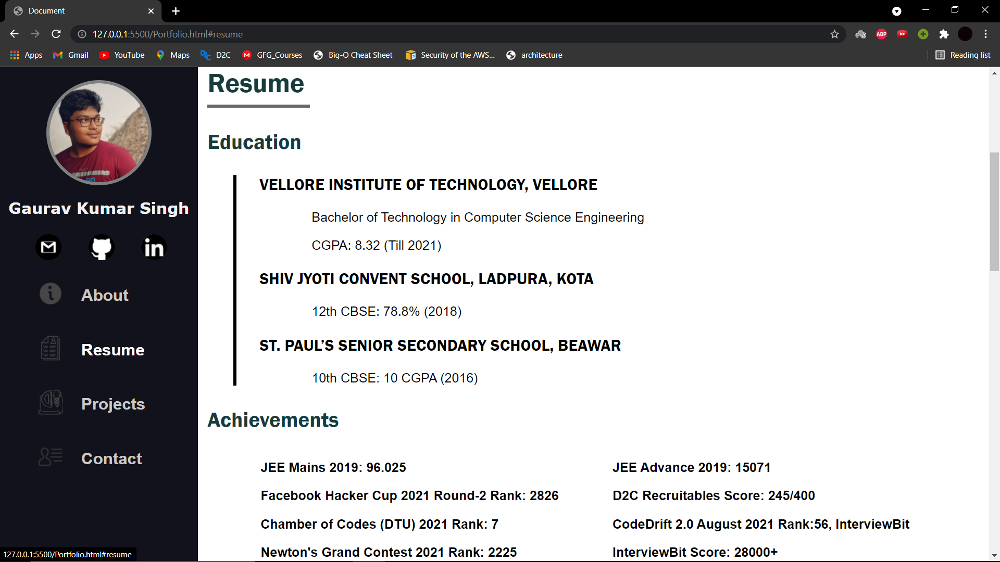 Document
127.0.0.1:5500/Portfolio.html#resume
ABP
Apps
Gmail
YouTube
Maps
D2C
GFG_Courses
Big-O Cheat Sheet
Security of the AWS...
architecture
Reading list
983
Gaurav Kumar Singh
in
About
Resume
Projects
Contact
Resume
Education
VELLORE INSTITUTE OF TECHNOLOGY, VELLORE
Bachelor of Technology in Computer Science Engineering
CGPA: 8.32 (Till 2021)
SHIV JYOTI CONVENT SCHOOL, LADPURA, KOTA
12th CBSE: 78.8% (2018)
ST. PAUL’S SENIOR SECONDARY SCHOOL, BEAWAR
10th CBSE: 10 CGPA (2016)
Achievements
JEE Mains 2019: 96.025
JEE Advance 2019: 15071
Facebook Hacker Cup 2021 Round-2 Rank: 2826
D2C Recruitables Score: 245/400
Chamber of Codes (DTU) 2021 Rank: 7
CodeDrift 2.0 August 2021 Rank:56, InterviewBit
Newton's Grand Contest 2021 Rank: 2225
InterviewBit Score: 28000+
127.0.0.1:5500/Portfolio.html#resume